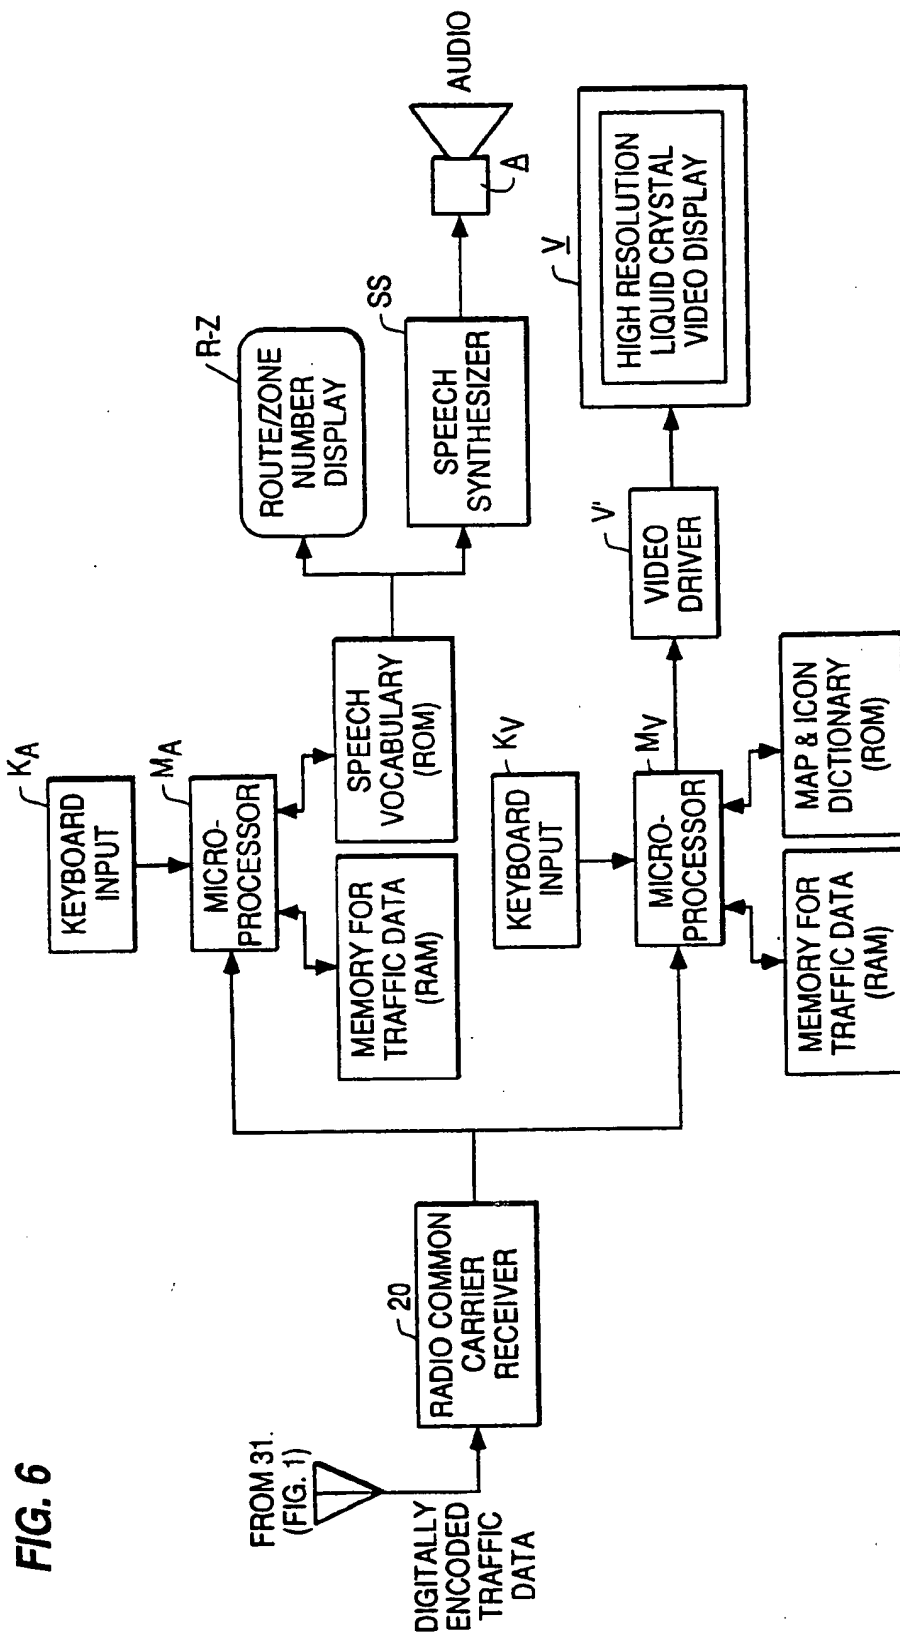 FIG. 6
FROM 31.
(FIG. 1)
DIGITALLY
ENCODED
TRAFFIC
DATA
20
RADIO COMMON
CARRIER
RECEIVER
KA
KEYBOARD
INPUT
MA
MICRO-
PROCESSOR
MEMORY FOR
TRAFFIC DATA
(RAM)
SPEECH
VOCABULARY
(ROM)
R-Z
ROUTE/ZONE
NUMBER
DISPLAY
SS
SPEECH
SYNTHESIZER
A
AUDIO
KV
KEYBOARD
INPUT
MV
MICRO-
PROCESSOR
MEMORY FOR
TRAFFIC DATA
(RAM)
MAP & ICON
DICTIONARY
(ROM)
V'
VIDEO
DRIVER
V
HIGH RESOLUTION
LIQUID CRYSTAL
VIDEO DISPLAY